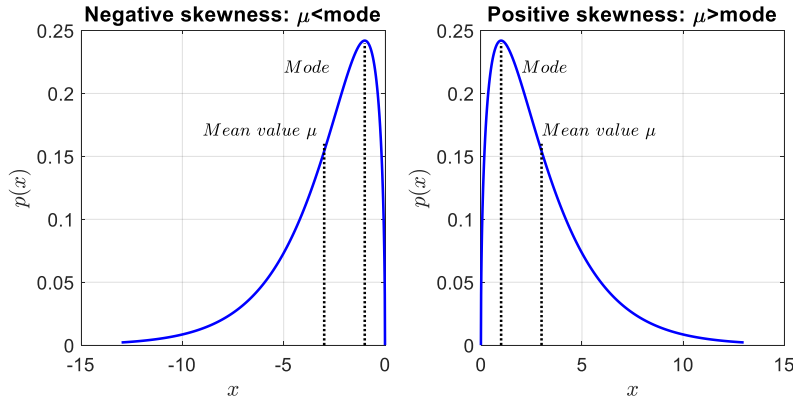 Negative skewness: μ<mode
0.25
0.2
0.15
0.1
0.05
0
-15
-10
-5
0
p(x)
x
Mode
Mean value μ
Positive skewness: μ>mode
0.25
0.2
0.15
0.1
0.05
0
0
5
10
15
p(x)
x
Mode
Mean value μ